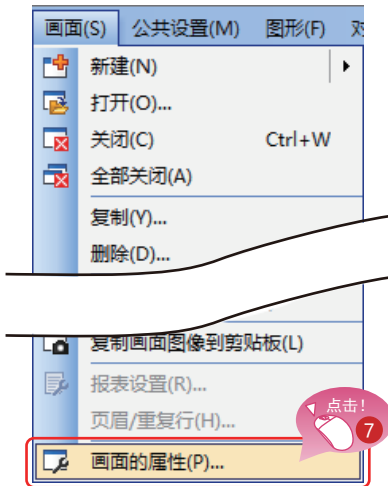 画面(S) 公共设置(M) 图形(F)
新建(N)
打开(O)...
关闭(C) Ctrl+W
全部关闭(A)
复制(Y)...
删除(D)...
复制画面图像到剪贴板(L)
报表设置(R)...
页眉/重复行(H)...
点击!
7
画面的属性(P)...